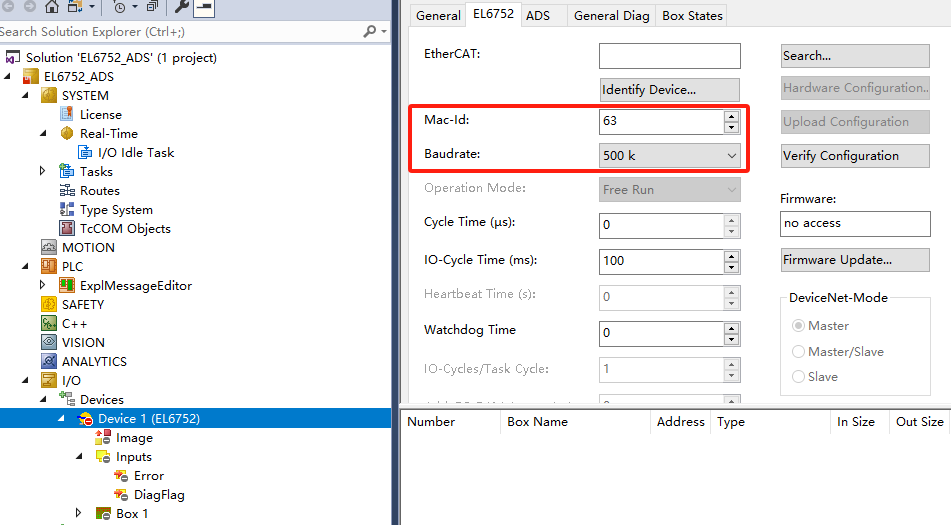 Search Solution Explorer (Ctrl+;)
Solution 'EL6752_ADS' (1 project)
EL6752_ADS
SYSTEM
License
Real-Time
I/O Idle Task
Tasks
Routes
Type System
TcCOM Objects
MOTION
PLC
ExplMessageEditor
SAFETY
C++
VISION
ANALYTICS
I/O
Devices
Device 1 (EL6752)
Image
Inputs
Error
DiagFlag
Box 1
General EL6752 ADS General Diag Box States
EtherCAT:
Search...
Identify Device...
Hardware Configuration..
Mac-Id: 63
Upload Configuration
Baudrate: 500 k
Verify Configuration
Operation Mode: Free Run
Firmware:
Cycle Time (µs): 0
no access
IO-Cycle Time (ms): 100
Firmware Update...
Heartbeat Time (s): 0
DeviceNet-Mode
Watchdog Time 0
Master
Master/Slave
IO-Cycles/Task Cycle: 1
Slave
Number Box Name Address Type In Size Out Size